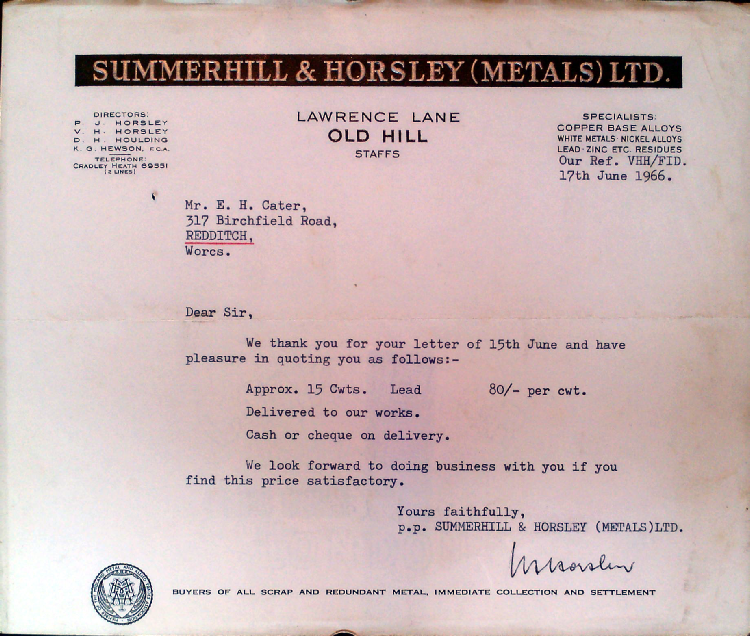 SUMMERHILL & HORSLEY (METALS) LTD.
DIRECTORS:
P. J. HORSLEY
V. H. HORSLEY
D. H. HOULDING
K. G. HEWSON, F.C.A.
TELEPHONE:
CRADLEY HEATH 69551
(2 LINES)
LAWRENCE LANE
OLD HILL
STAFFS
SPECIALISTS:
COPPER BASE ALLOYS
WHITE METALS · NICKEL ALLOYS
LEAD · ZINC ETC. RESIDUES
Our Ref. VHH/FID.
17th June 1966.
Mr. E. H. Cater,
317 Birchfield Road,
REDDITCH,
Worcs.
Dear Sir,
We thank you for your letter of 15th June and have
pleasure in quoting you as follows:-
Approx. 15 Cwts. Lead 80/- per cwt.
Delivered to our works.
Cash or cheque on delivery.
We look forward to doing business with you if you
find this price satisfactory.
Yours faithfully,
p.p. SUMMERHILL & HORSLEY (METALS)LTD.
BUYERS OF ALL SCRAP AND REDUNDANT METAL, IMMEDIATE COLLECTION AND SETTLEMENT